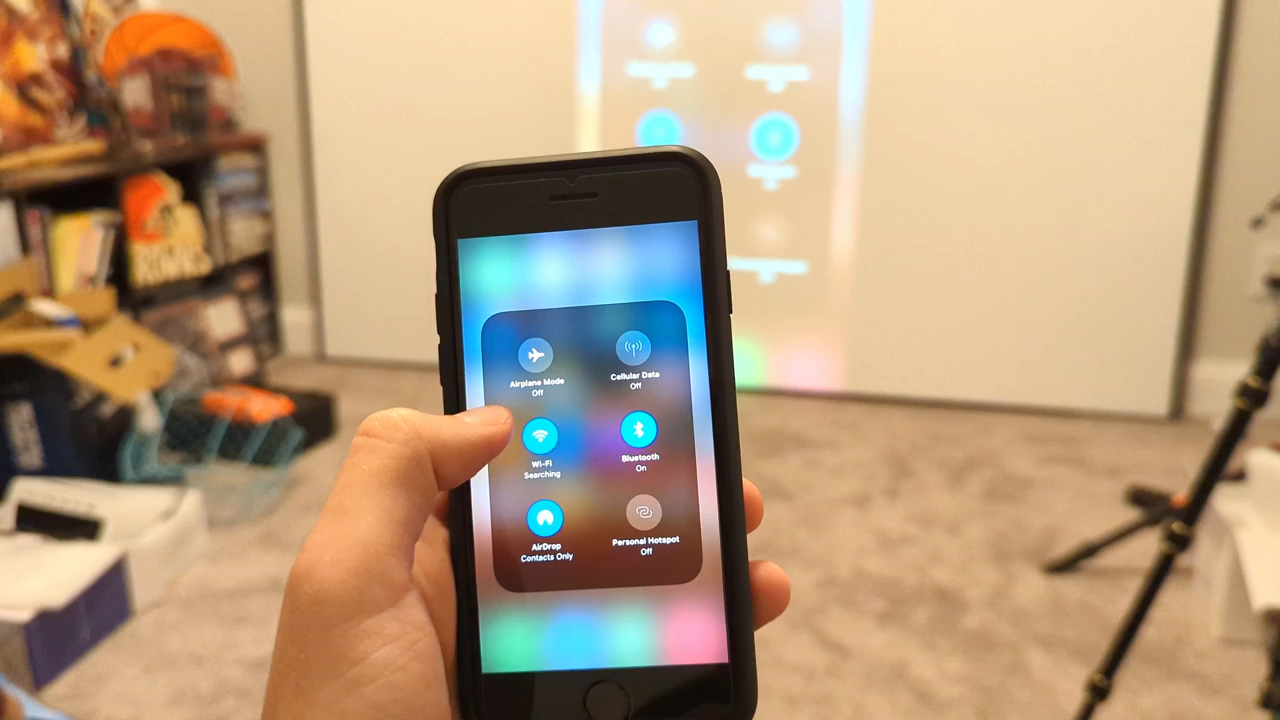 Airplane Mode
Off
Cellular Data
Off
Wi-Fi
Searching
Bluetooth
On
AirDrop
Contacts Only
Personal Hotspot
Off